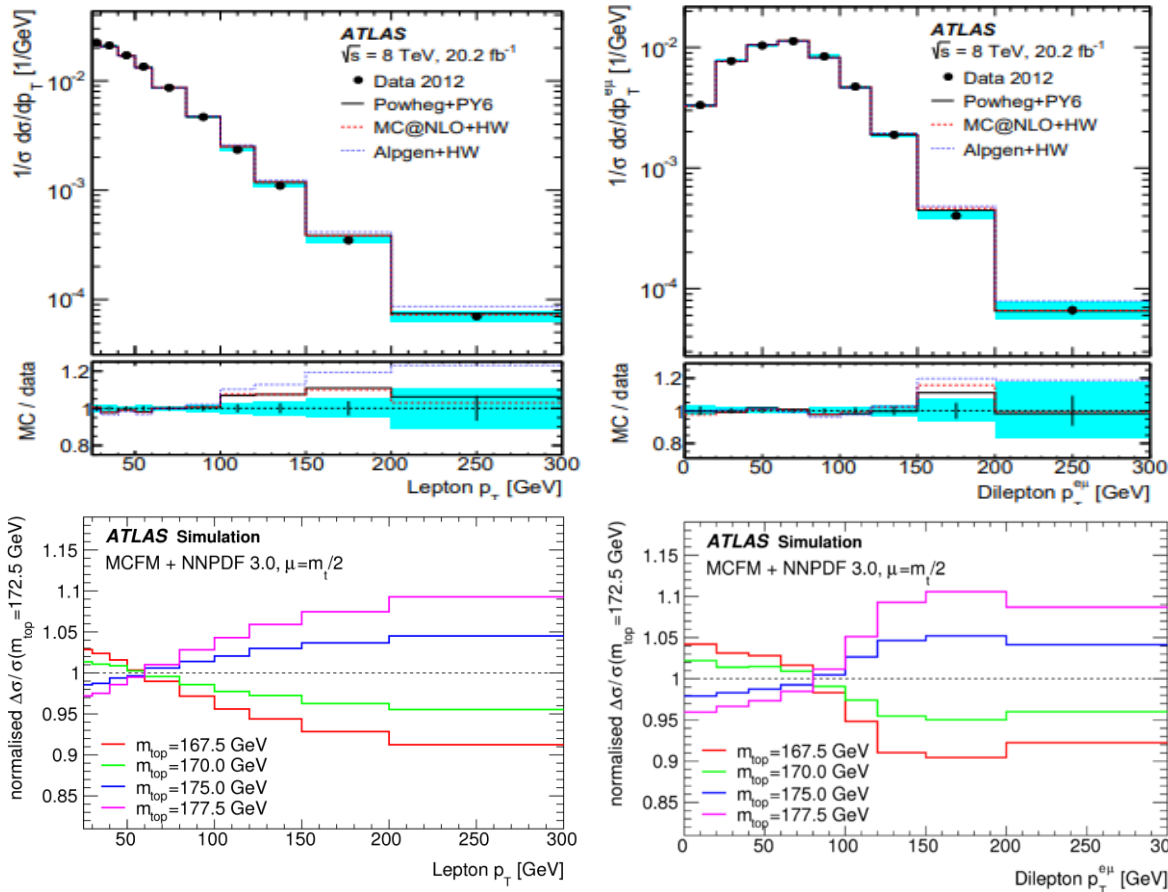 1/σ dσ/dp_T [1/GeV]
10⁻²
10⁻³
10⁻⁴
ATLAS
√s = 8 TeV, 20.2 fb⁻¹
Data 2012
Powheg+PY6
MC@NLO+HW
Alpgen+HW
MC / data
1.2
1
0.8
50 100 150 200 250 300
Lepton p_T [GeV]
1/σ dσ/dp_T^eμ [1/GeV]
10⁻²
10⁻³
10⁻⁴
ATLAS
√s = 8 TeV, 20.2 fb⁻¹
Data 2012
Powheg+PY6
MC@NLO+HW
Alpgen+HW
MC / data
1.2
1
0.8
0 50 100 150 200 250 300
Dilepton p_T^eμ [GeV]
normalised Δσ/ σ(m_top=172.5 GeV)
1.15
1.1
1.05
1
0.95
0.9
0.85
ATLAS Simulation
MCFM + NNPDF 3.0, μ=m_t/2
m_top=167.5 GeV
m_top=170.0 GeV
m_top=175.0 GeV
m_top=177.5 GeV
50 100 150 200 250 300
Lepton p_T [GeV]
normalised Δσ/ σ(m_top=172.5 GeV)
1.15
1.1
1.05
1
0.95
0.9
0.85
ATLAS Simulation
MCFM + NNPDF 3.0, μ=m_t/2
m_top=167.5 GeV
m_top=170.0 GeV
m_top=175.0 GeV
m_top=177.5 GeV
0 50 100 150 200 250 30
Dilepton p_T^eμ [GeV]